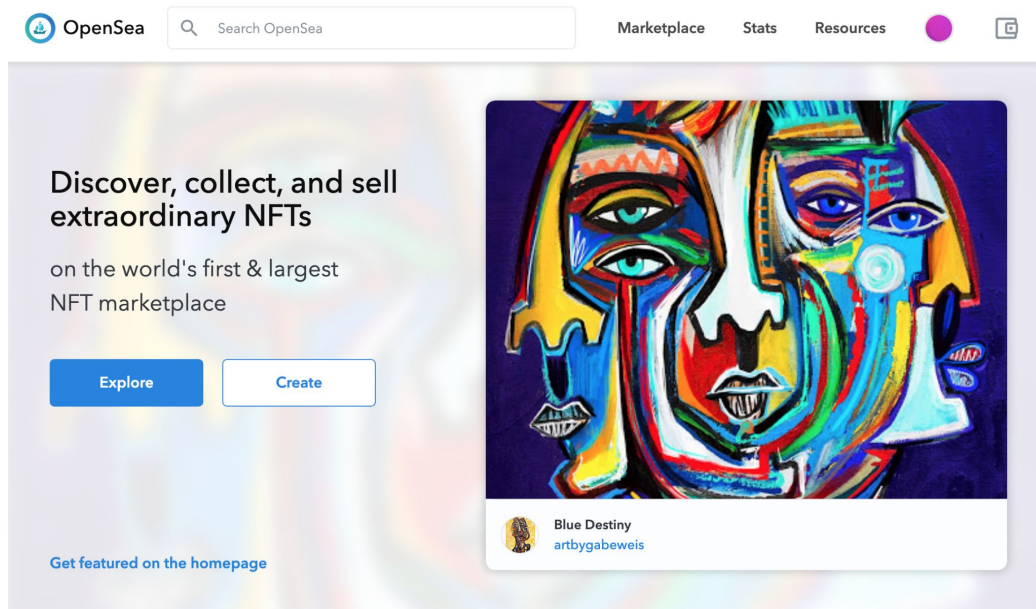 OpenSea
Search OpenSea
Marketplace
Stats
Resources
Discover, collect, and sell
extraordinary NFTs
on the world's first & largest
NFT marketplace
Explore
Create
Get featured on the homepage
Blue Destiny
artbygabeweis